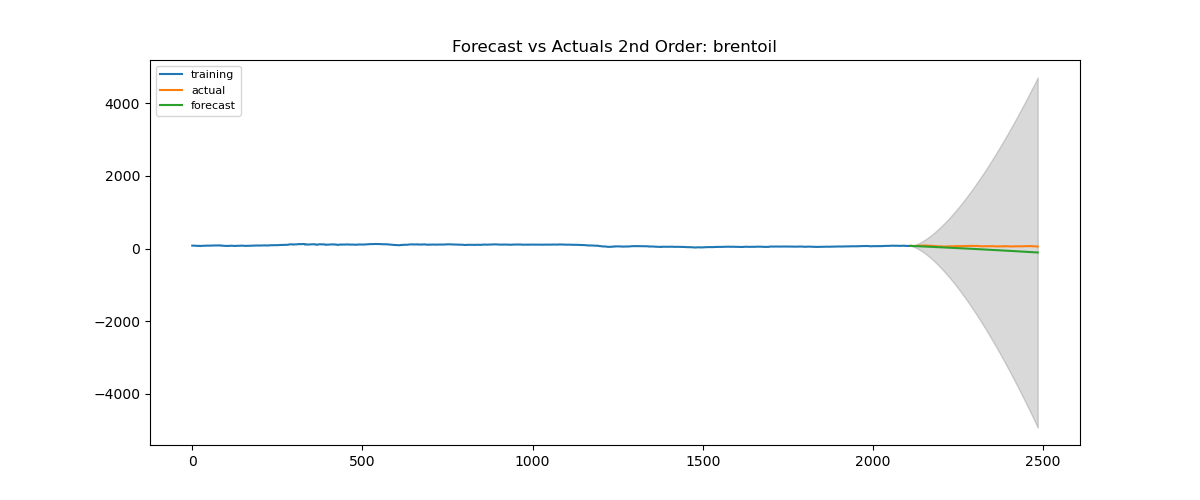 Forecast vs Actuals 2nd Order: brentoil
training
actual
forecast
4000
2000
0
−2000
−4000
0 500 1000 1500 2000 2500